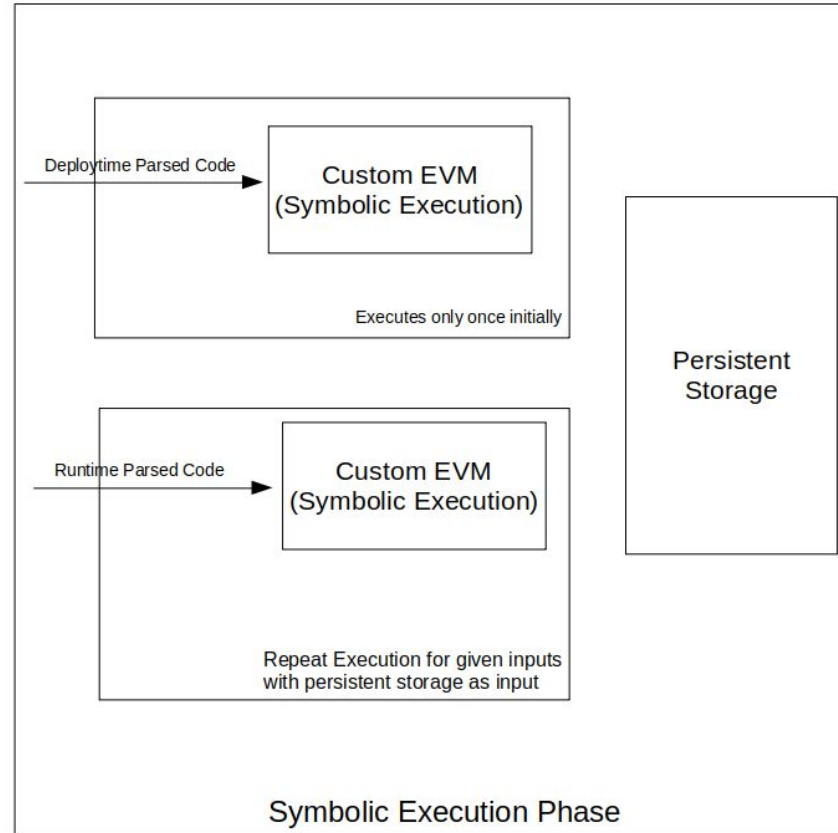 Deploytime Parsed Code
Custom EVM
(Symbolic Execution)
Executes only once initially
Persistent
Storage
Runtime Parsed Code
Custom EVM
(Symbolic Execution)
Repeat Execution for given inputs
with persistent storage as input
Symbolic Execution Phase